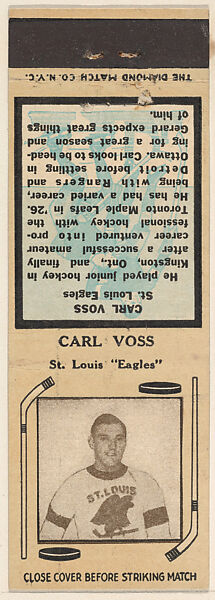 THE DIAMOND MATCH CO. N.Y.C.
CARL VOSS
St. Louis Eagles
He played in junior hockey in
Kingston, Ont., and finally
after a successful amateur
career ventured into pro-
fessional hockey with the
Toronto Maple Leafs in '26.
He has had a varied career,
being with Rangers and
Detroit before settling in
Ottawa. Carl looks to be head-
ing for a great season and
Gerard expects great things
of him.
CARL VOSS
St. Louis "Eagles"
ST. LOUIS
CLOSE COVER BEFORE STRIKING MATCH